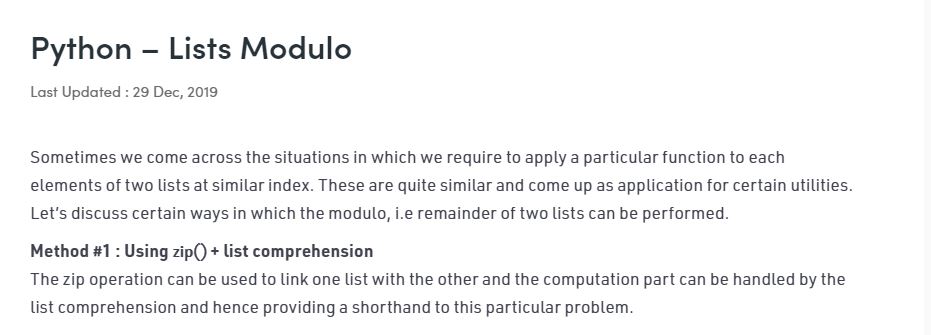 Python – Lists Modulo
Last Updated : 29 Dec, 2019
Sometimes we come across the situations in which we require to apply a particular function to each
elements of two lists at similar index. These are quite similar and come up as application for certain utilities.
Let’s discuss certain ways in which the modulo, i.e remainder of two lists can be performed.
Method #1 : Using zip() + list comprehension
The zip operation can be used to link one list with the other and the computation part can be handled by the
list comprehension and hence providing a shorthand to this particular problem.